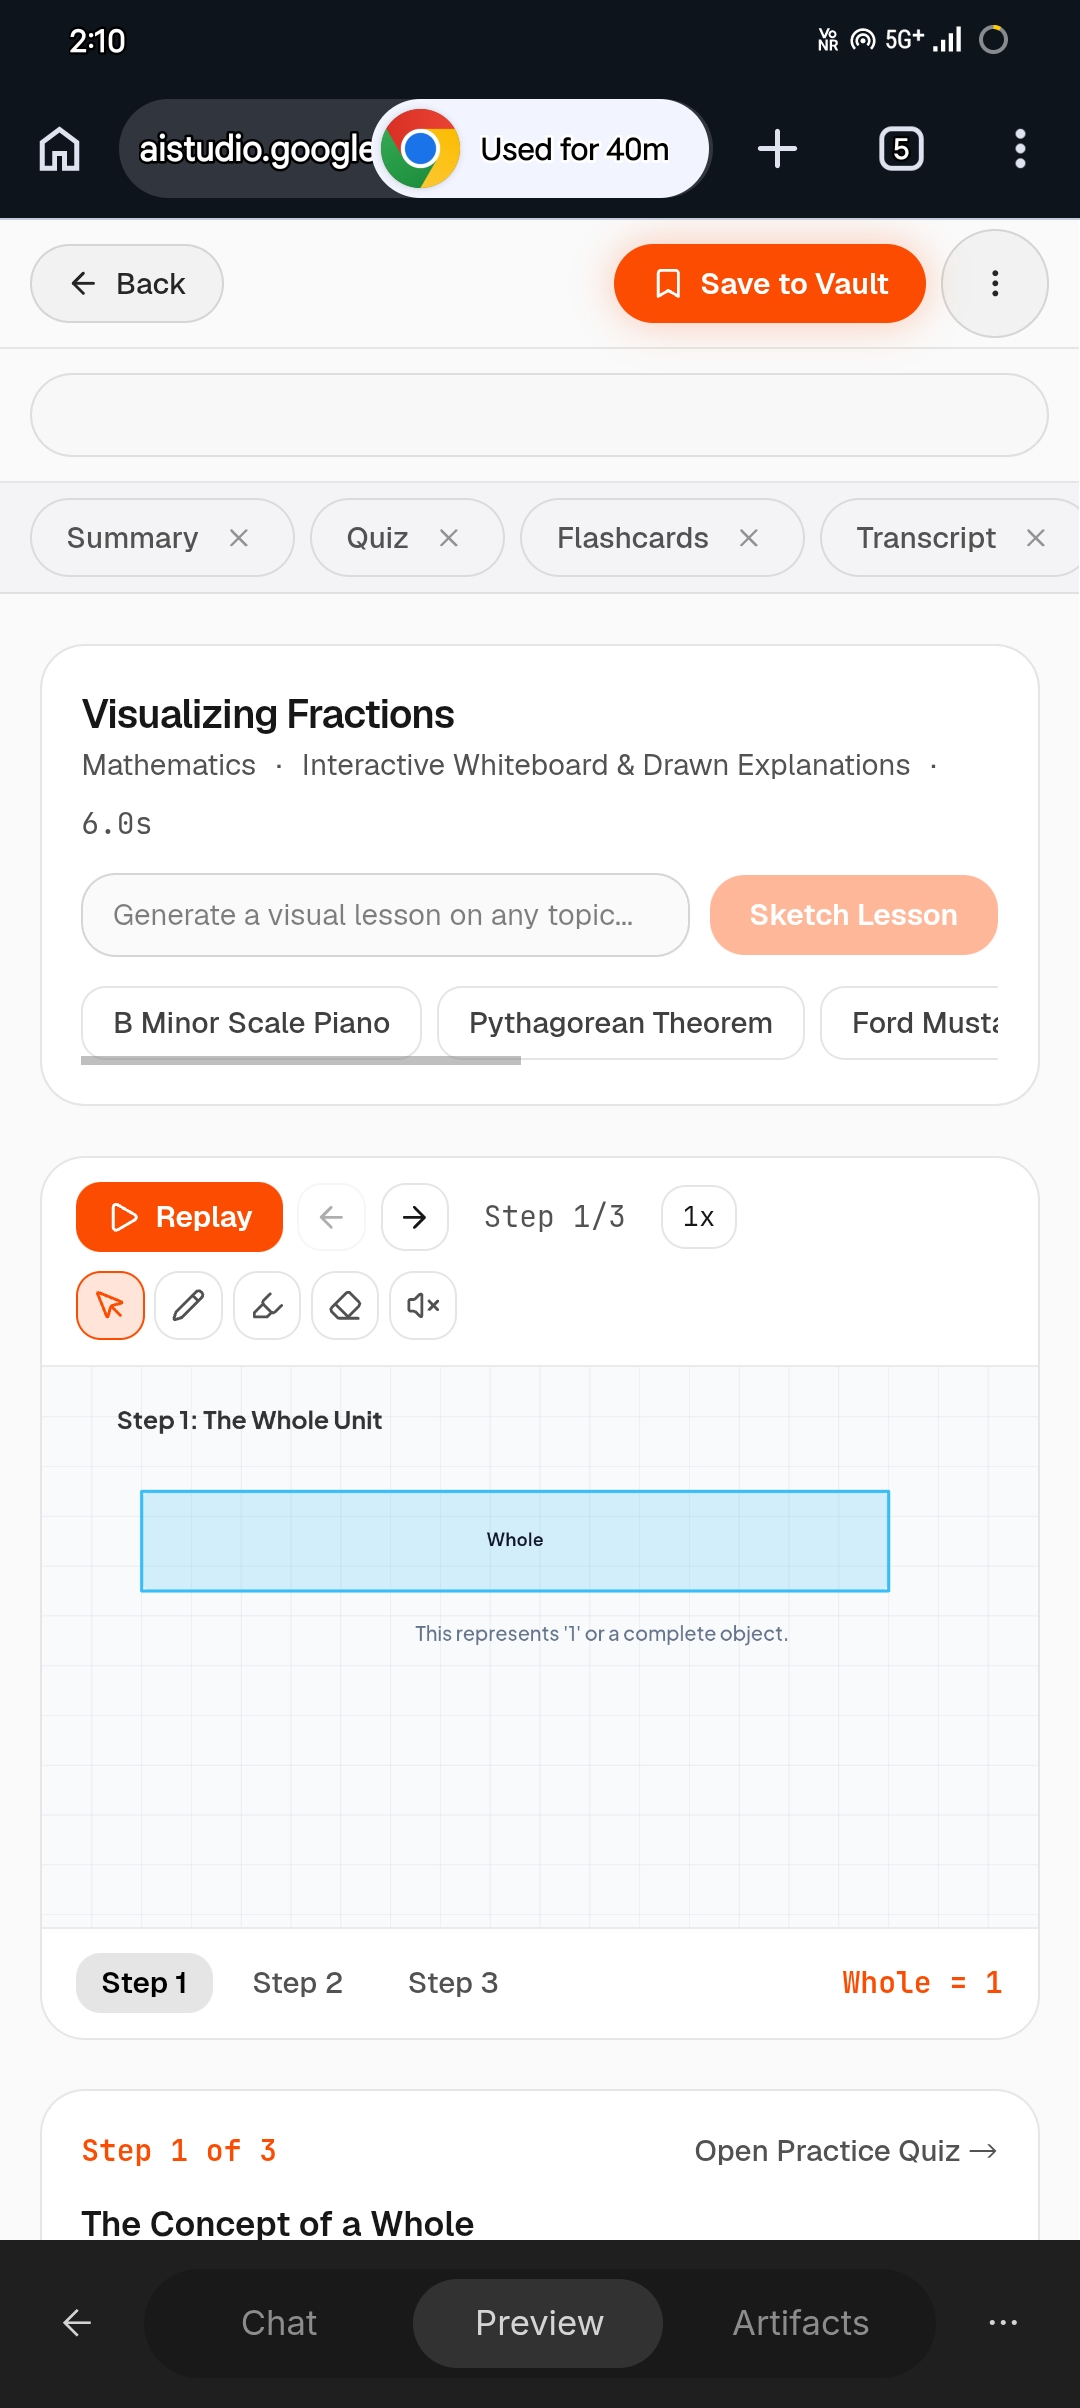 2:10
Vo NR 5G+
aistudio.google
Used for 40m
5
Back
Save to Vault
Summary
Quiz
Flashcards
Transcript
Visualizing Fractions
Mathematics · Interactive Whiteboard & Drawn Explanations ·
6.0s
Generate a visual lesson on any topic...
Sketch Lesson
B Minor Scale Piano
Pythagorean Theorem
Ford Musta
Replay
Step 1/3
1x
Step 1: The Whole Unit
Whole
This represents '1' or a complete object.
Step 1
Step 2
Step 3
Whole = 1
Step 1 of 3
Open Practice Quiz →
The Concept of a Whole
Chat
Preview
Artifacts